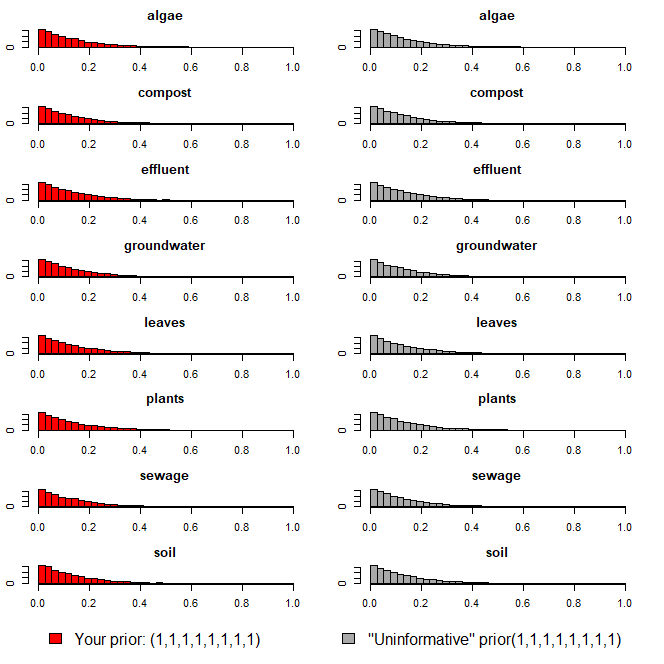 algae algae
0 0
0.0 0.2 0.4 0.6 0.8 1.0 0.0 0.2 0.4 0.6 0.8 1.0
compost compost
0 0
0.0 0.2 0.4 0.6 0.8 1.0 0.0 0.2 0.4 0.6 0.8 1.0
effluent effluent
0 0
0.0 0.2 0.4 0.6 0.8 1.0 0.0 0.2 0.4 0.6 0.8 1.0
groundwater groundwater
0 0
0.0 0.2 0.4 0.6 0.8 1.0 0.0 0.2 0.4 0.6 0.8 1.0
leaves leaves
0 0
0.0 0.2 0.4 0.6 0.8 1.0 0.0 0.2 0.4 0.6 0.8 1.0
plants plants
0 0
0.0 0.2 0.4 0.6 0.8 1.0 0.0 0.2 0.4 0.6 0.8 1.0
sewage sewage
0 0
0.0 0.2 0.4 0.6 0.8 1.0 0.0 0.2 0.4 0.6 0.8 1.0
soil soil
0 0
0.0 0.2 0.4 0.6 0.8 1.0 0.0 0.2 0.4 0.6 0.8 1.0
Your prior: (1,1,1,1,1,1,1,1) "Uninformative" prior(1,1,1,1,1,1,1,1)